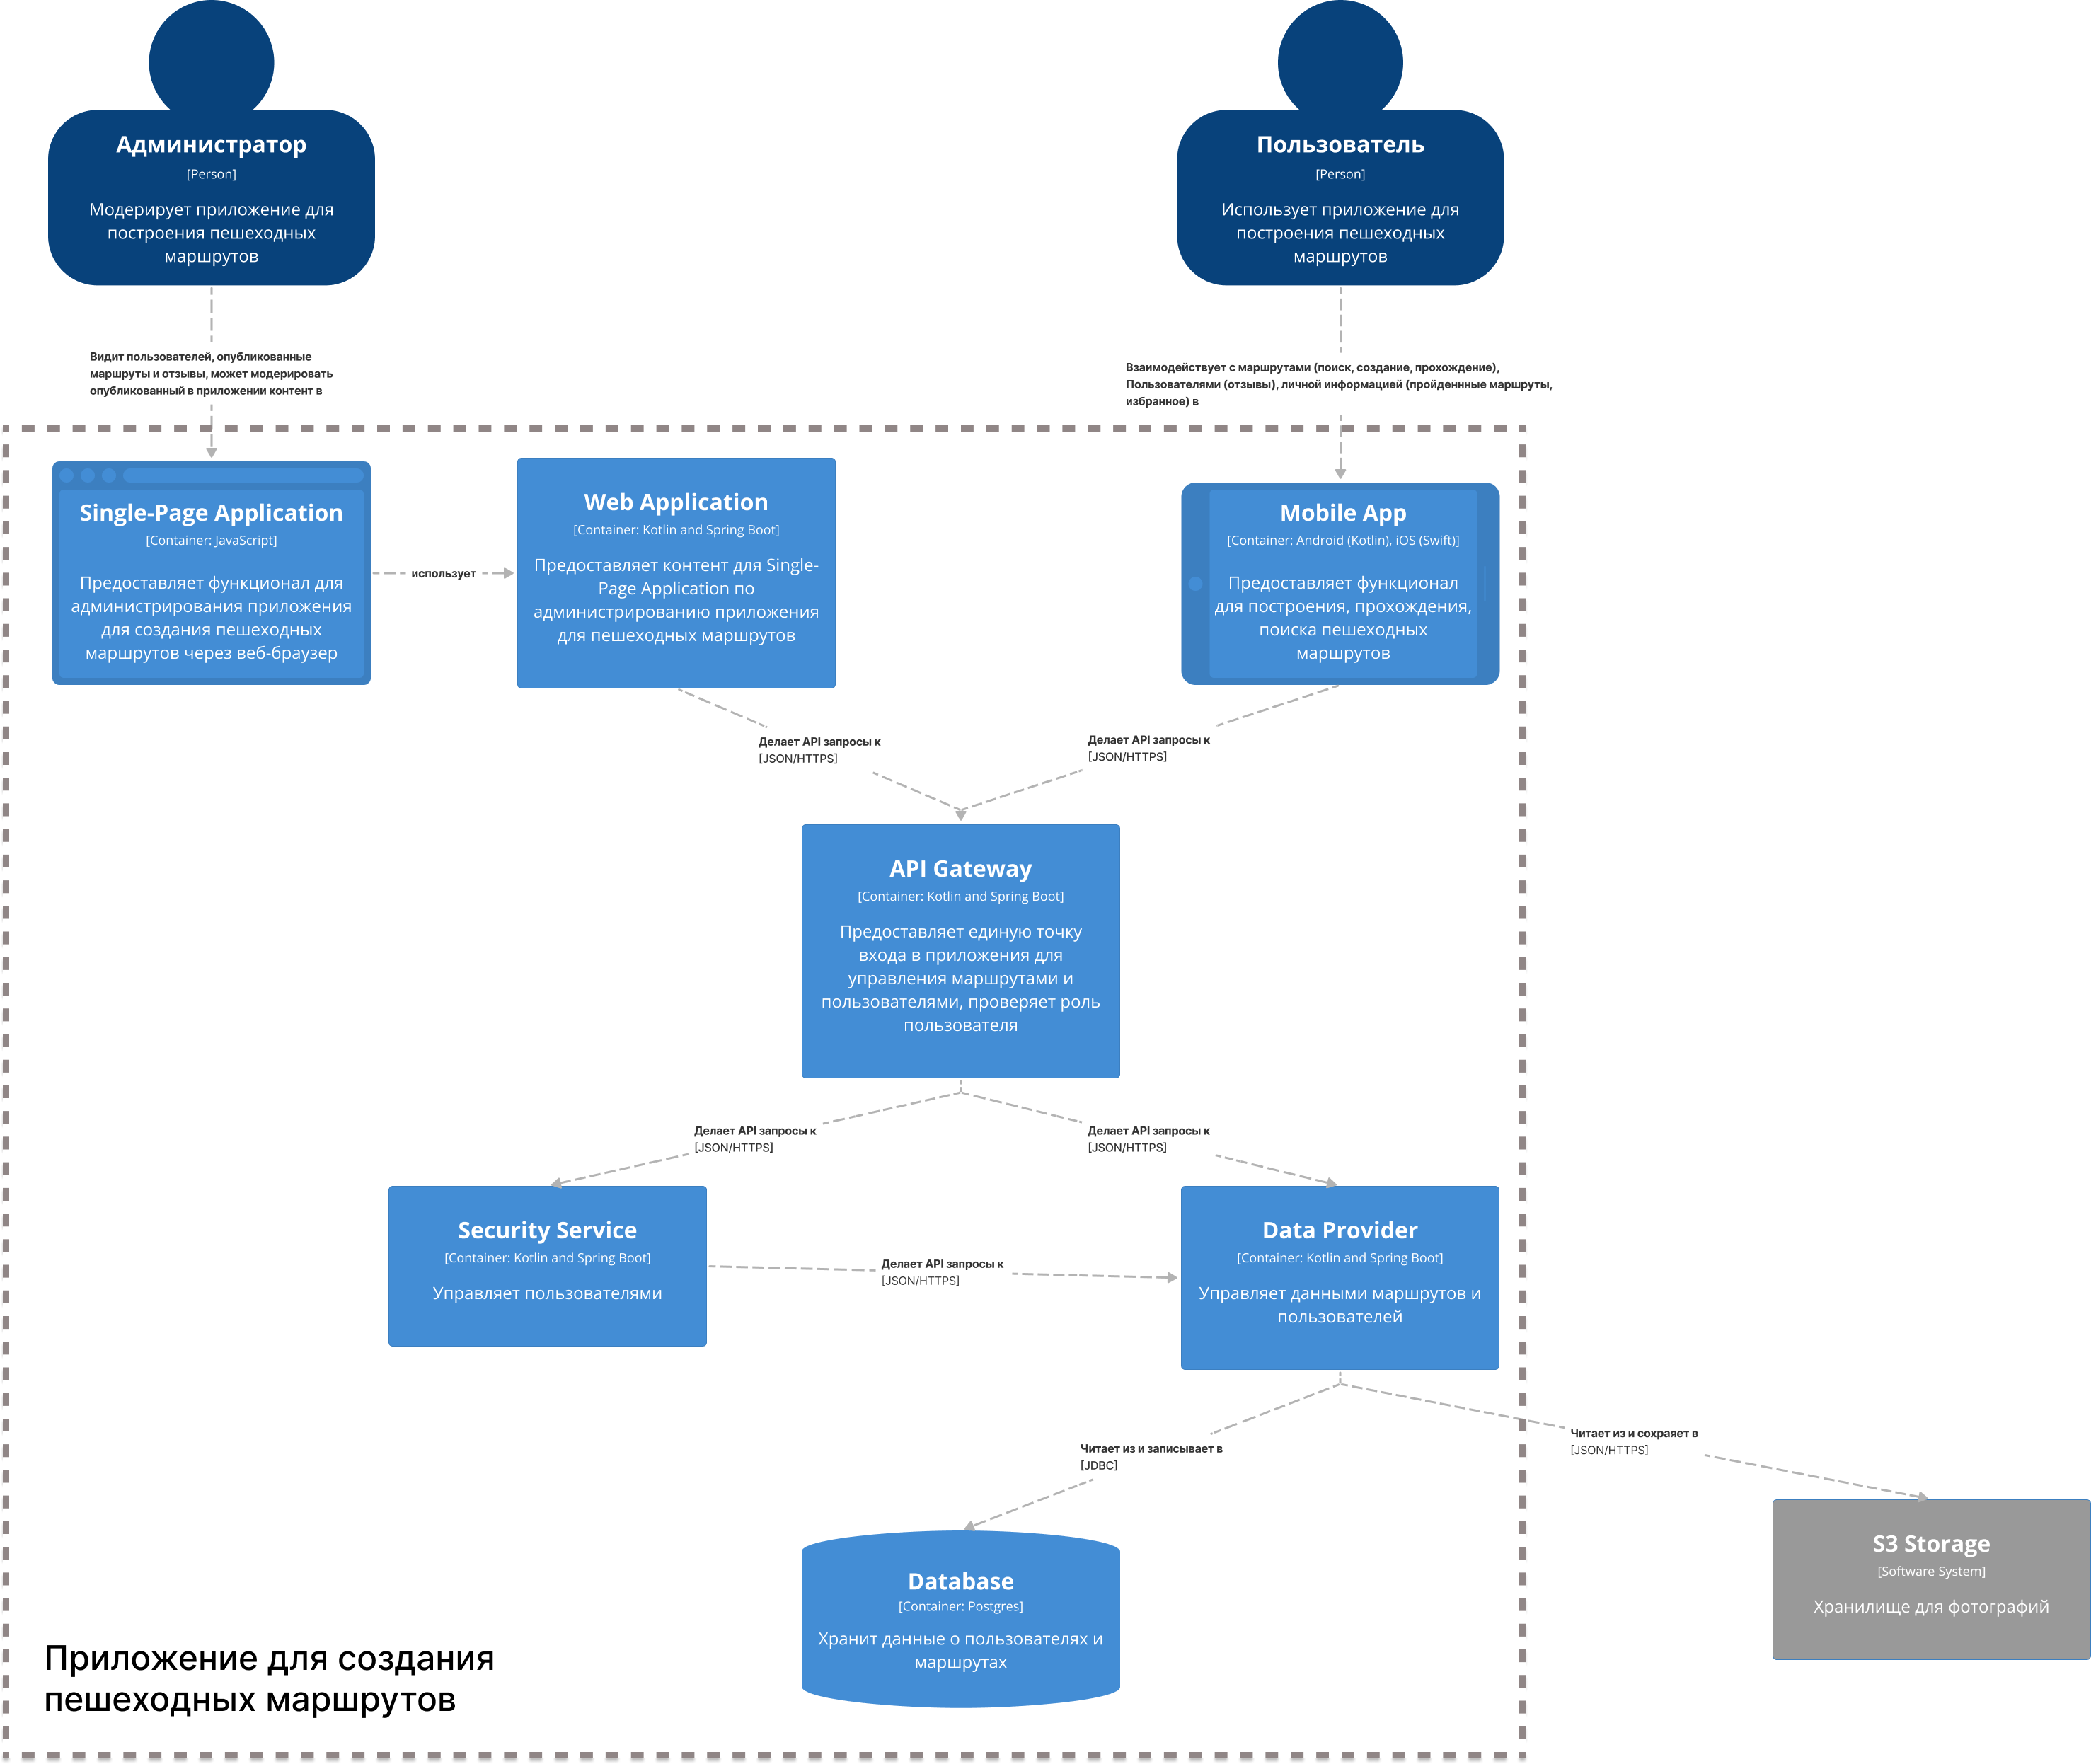 Администратор
[Person]
Модерирует приложение для
построения пешеходных
маршрутов
Пользователь
[Person]
Использует приложение для
построения пешеходных
маршрутов
Видит пользователей, опубликованные
маршруты и отзывы, может модерировать
опубликованный в приложении контент в
Взаимодействует с маршрутами (поиск, создание, прохождение),
Пользователями (отзывы), личной информацией (пройденнные маршруты,
избранное) в
Single-Page Application
[Container: JavaScript]
Предоставляет функционал для
администрирования приложения
для создания пешеходных
маршрутов через веб-браузер
использует
Web Application
[Container: Kotlin and Spring Boot]
Предоставляет контент для Single-
Page Application по
администрированию приложения
для пешеходных маршрутов
Mobile App
[Container: Android (Kotlin), iOS (Swift)]
Предоставляет функционал
для построения, прохождения,
поиска пешеходных
маршрутов
Делает API запросы к
[JSON/HTTPS]
Делает API запросы к
[JSON/HTTPS]
API Gateway
[Container: Kotlin and Spring Boot]
Предоставляет единую точку
входа в приложения для
управления маршрутами и
пользователями, проверяет роль
пользователя
Делает API запросы к
[JSON/HTTPS]
Делает API запросы к
[JSON/HTTPS]
Security Service
[Container: Kotlin and Spring Boot]
Управляет пользователями
Делает API запросы к
[JSON/HTTPS]
Data Provider
[Container: Kotlin and Spring Boot]
Управляет данными маршрутов и
пользователей
Читает из и записывает в
[JDBC]
Читает из и сохраяет в
[JSON/HTTPS]
Database
[Container: Postgres]
Хранит данные о пользователях и
маршрутах
S3 Storage
[Software System]
Хранилище для фотографий
Приложение для создания
пешеходных маршрутов